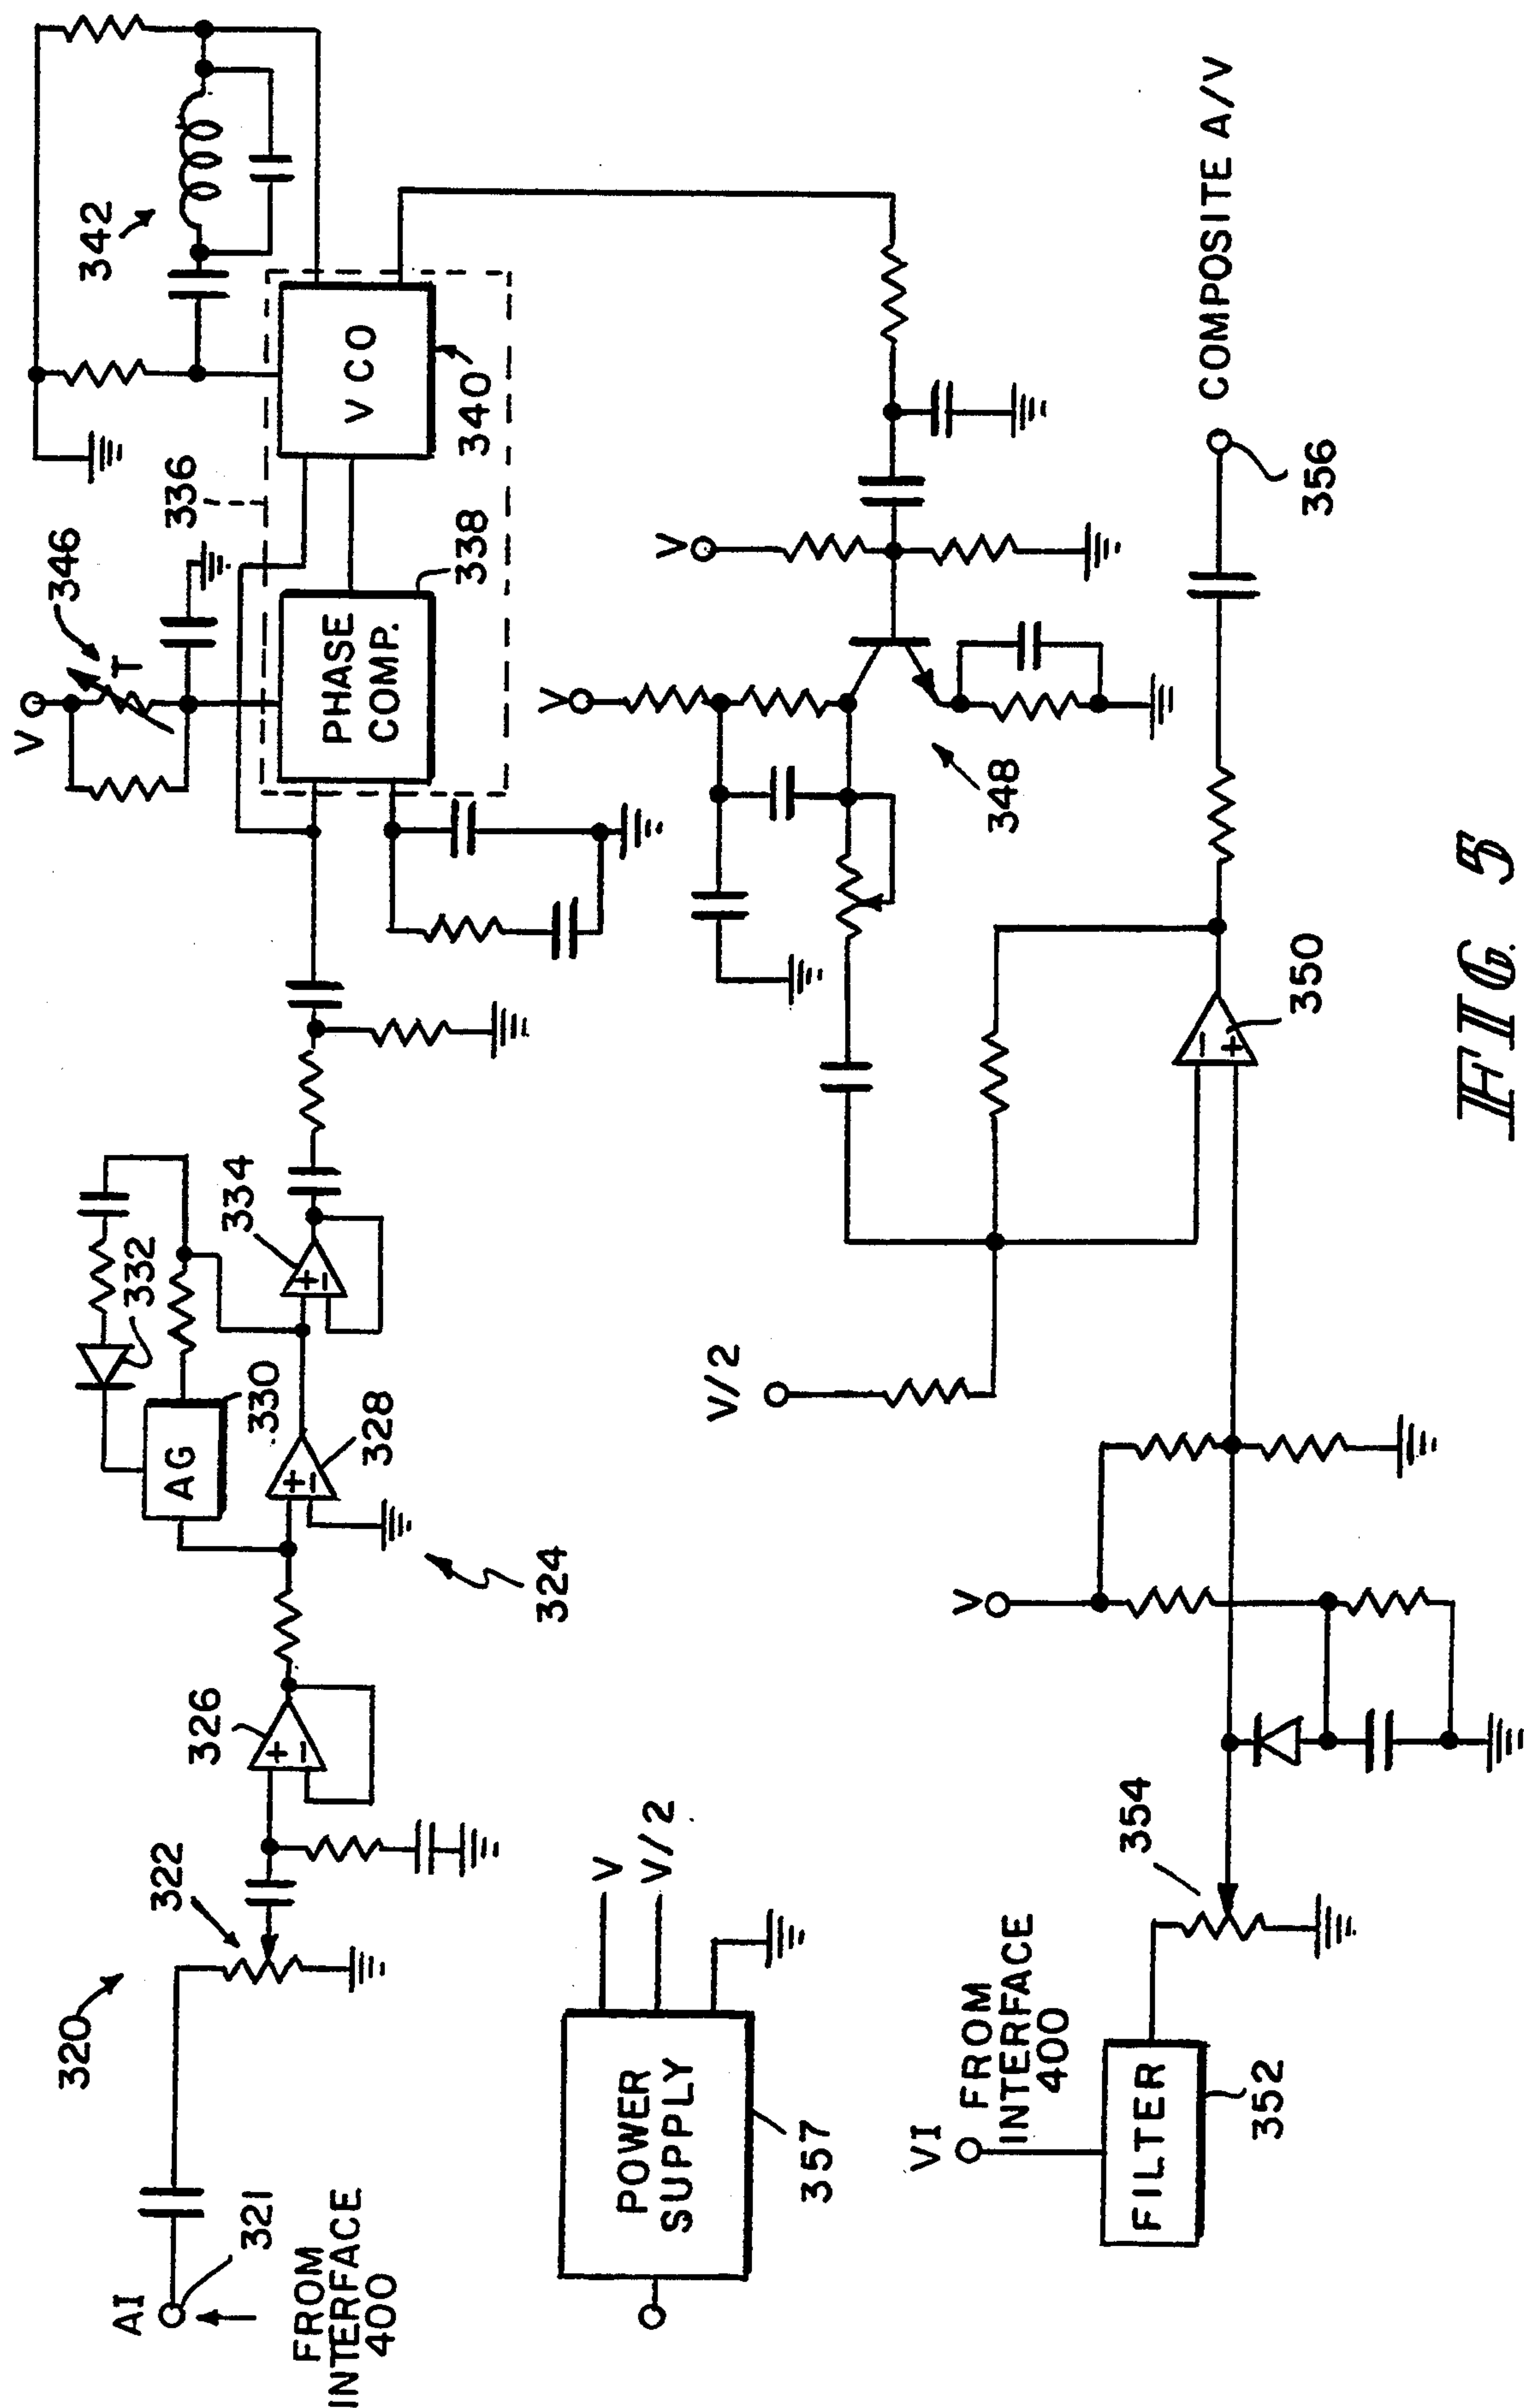 320
322
AI
321
FROM
INTERFACE
400
326
+
−
324
AG
330
332
328
+
−
334
+
−
V
346
T
336
342
PHASE
COMP.
338
VCO
340
POWER
SUPPLY
357
V
V/2
V
V
348
V/2
350
−
+
VI
FROM
INTERFACE
400
FILTER
352
354
V
COMPOSITE A/V
356
FIG. 5